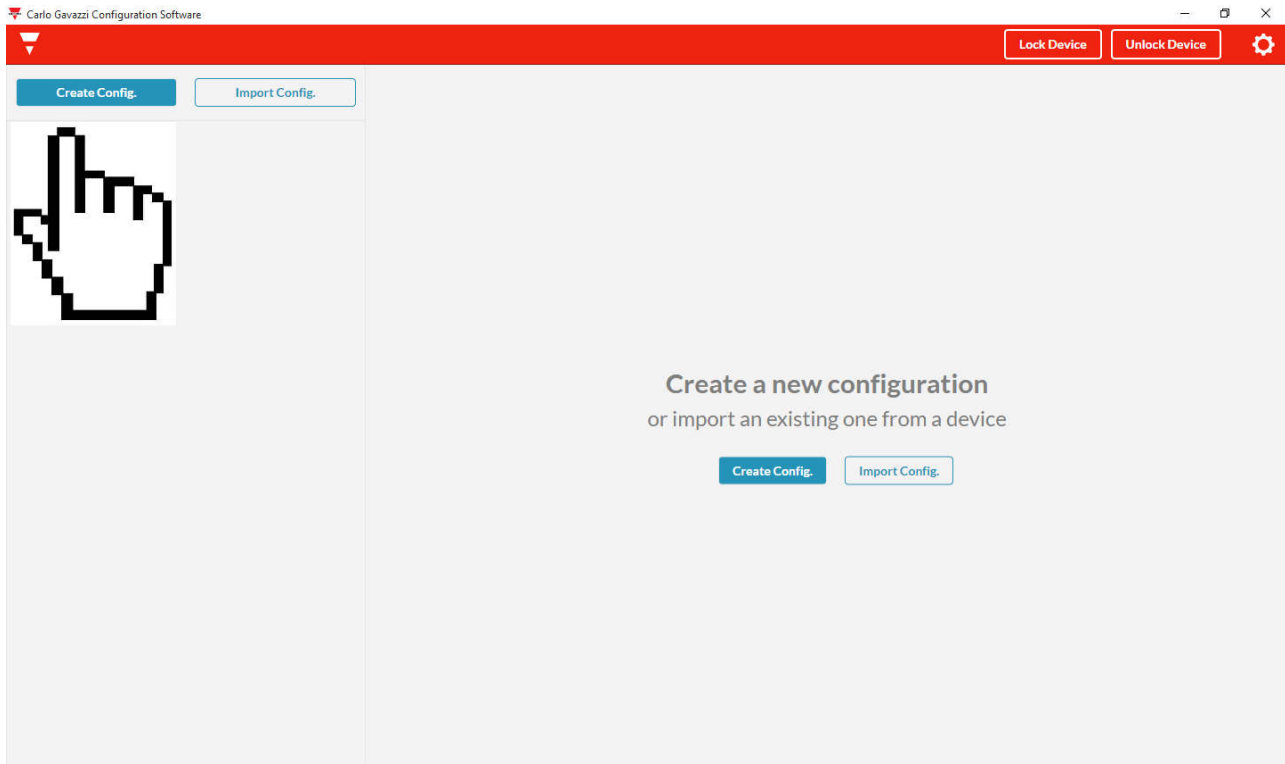 Carlo Gavazzi Configuration Software
Lock Device Unlock Device
Create Config. Import Config.
Create a new configuration
or import an existing one from a device
Create Config. Import Config.